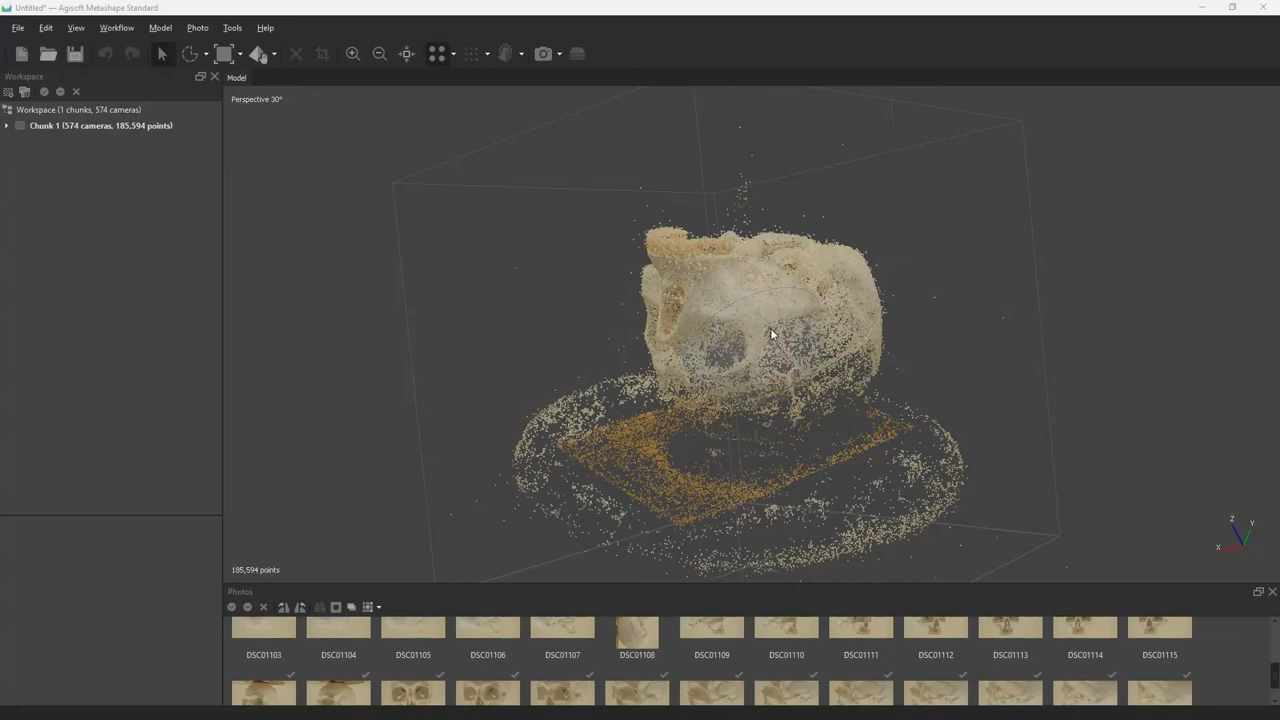 Untitled* — Agisoft Metashape Standard
File Edit View Workflow Model Photo Tools Help
Workspace
Model
Workspace (1 chunks, 574 cameras)
Chunk 1 (574 cameras, 185,594 points)
Perspective 30°
Z
Y
X
185,594 points
Photos
DSC01103 DSC01104 DSC01105 DSC01106 DSC01107 DSC01108 DSC01109 DSC01110 DSC01111 DSC01112 DSC01113 DSC01114 DSC01115